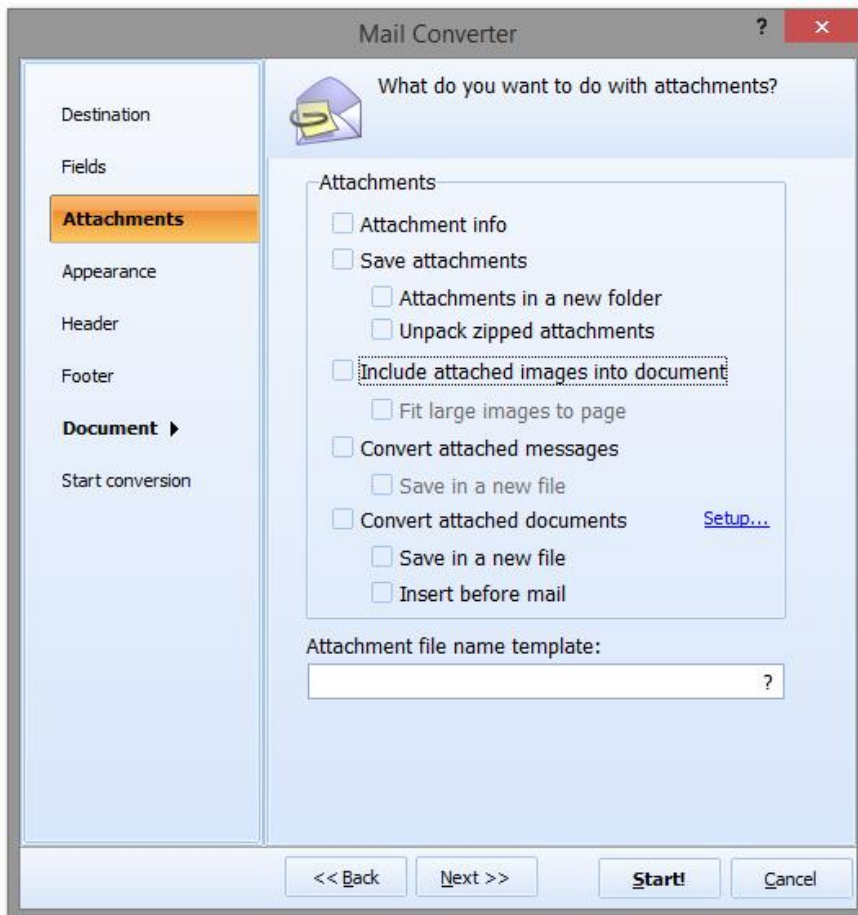 Mail Converter
?
x
Destination
Fields
Attachments
Appearance
Header
Footer
Document
Start conversion
What do you want to do with attachments?
Attachments
Attachment info
Save attachments
Attachments in a new folder
Unpack zipped attachments
Include attached images into document
Fit large images to page
Convert attached messages
Save in a new file
Convert attached documents Setup...
Save in a new file
Insert before mail
Attachment file name template:
?
<< Back Next >> Start! Cancel